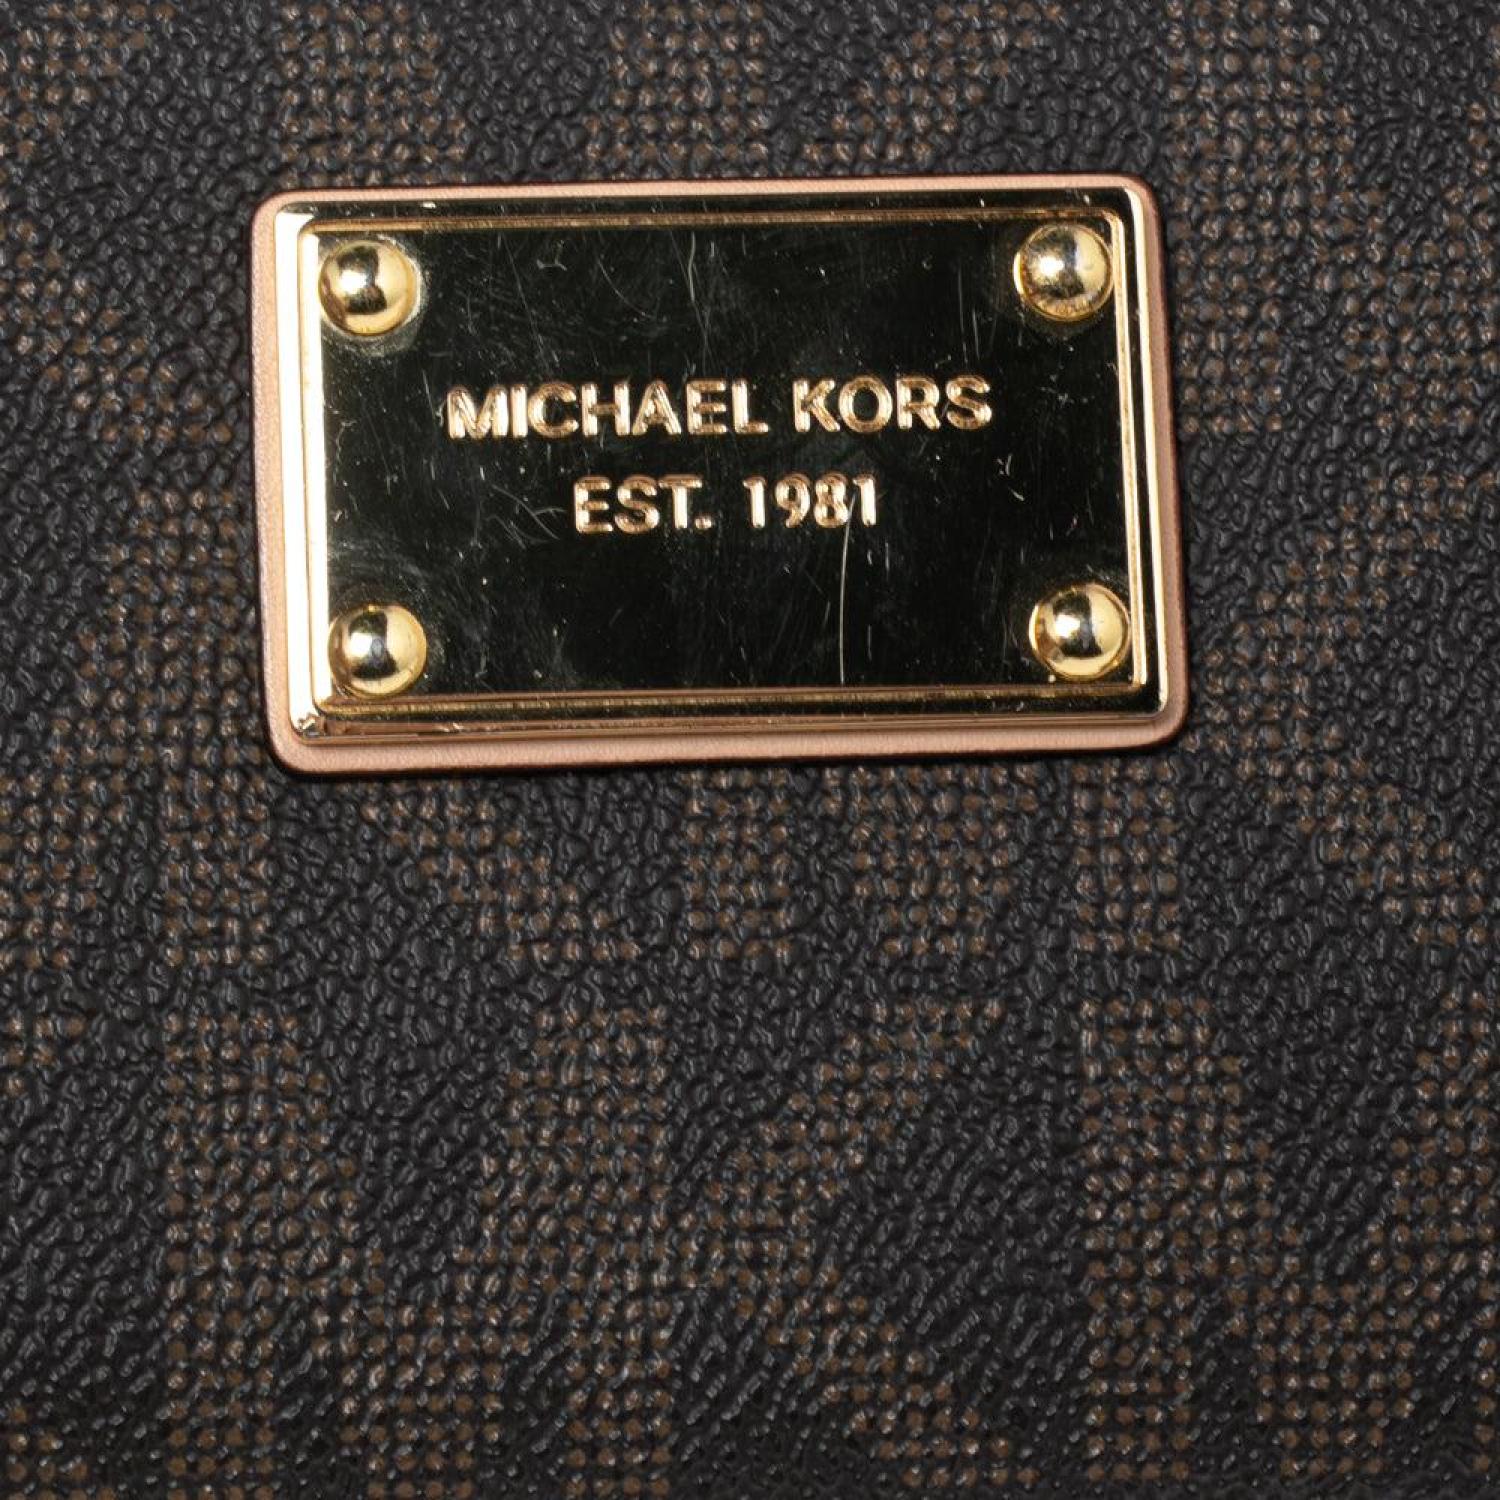 MICHAEL KORS
EST. 1981